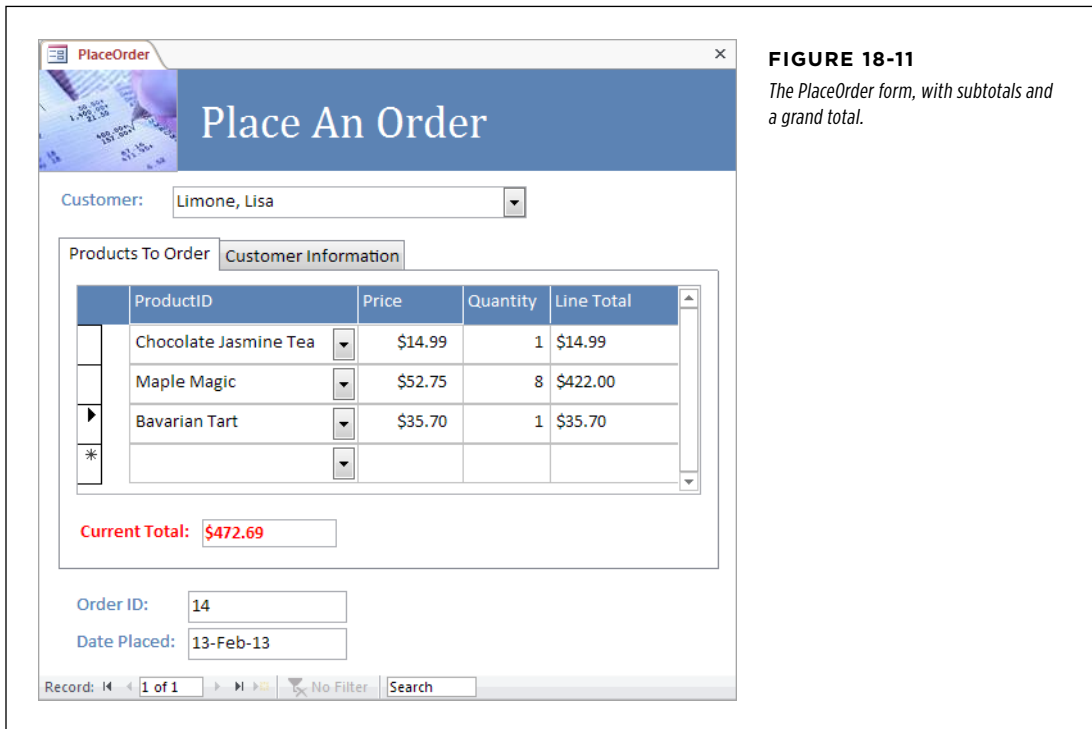 PlaceOrder
FIGURE 18-11
The PlaceOrder form, with subtotals and
a grand total.
Place An Order
Customer: Limone, Lisa
Products To Order Customer Information
ProductID Price Quantity Line Total
Chocolate Jasmine Tea $14.99 1 $14.99
Maple Magic $52.75 8 $422.00
Bavarian Tart $35.70 1 $35.70
Current Total: $472.69
Order ID: 14
Date Placed: 13-Feb-13
Record: 1 of 1 No Filter Search